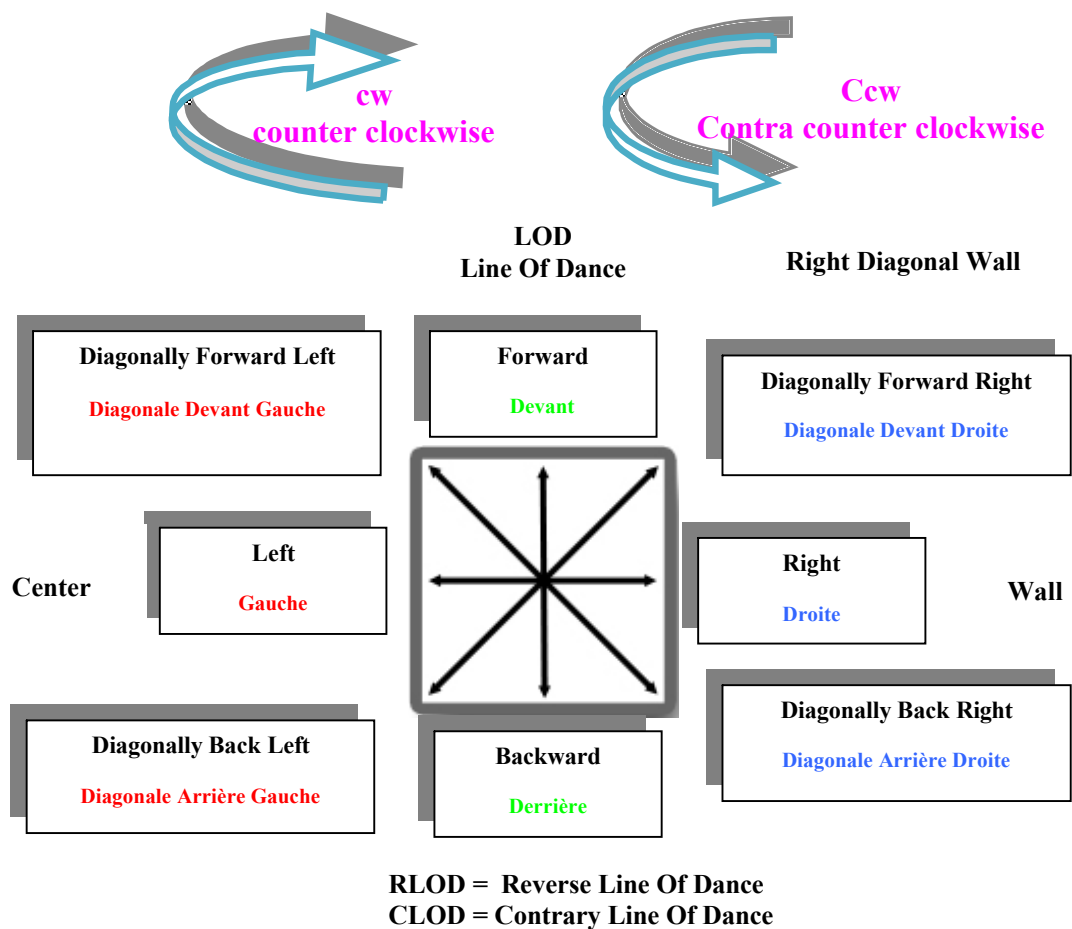 cw
counter clockwise
Ccw
Contra counter clockwise
LOD
Line Of Dance
Right Diagonal Wall
Diagonally Forward Left
Diagonale Devant Gauche
Forward
Devant
Diagonally Forward Right
Diagonale Devant Droite
Center
Left
Gauche
Right
Droite
Wall
Diagonally Back Left
Diagonale Arrière Gauche
Backward
Derrière
Diagonally Back Right
Diagonale Arrière Droite
RLOD = Reverse Line Of Dance
CLOD = Contrary Line Of Dance